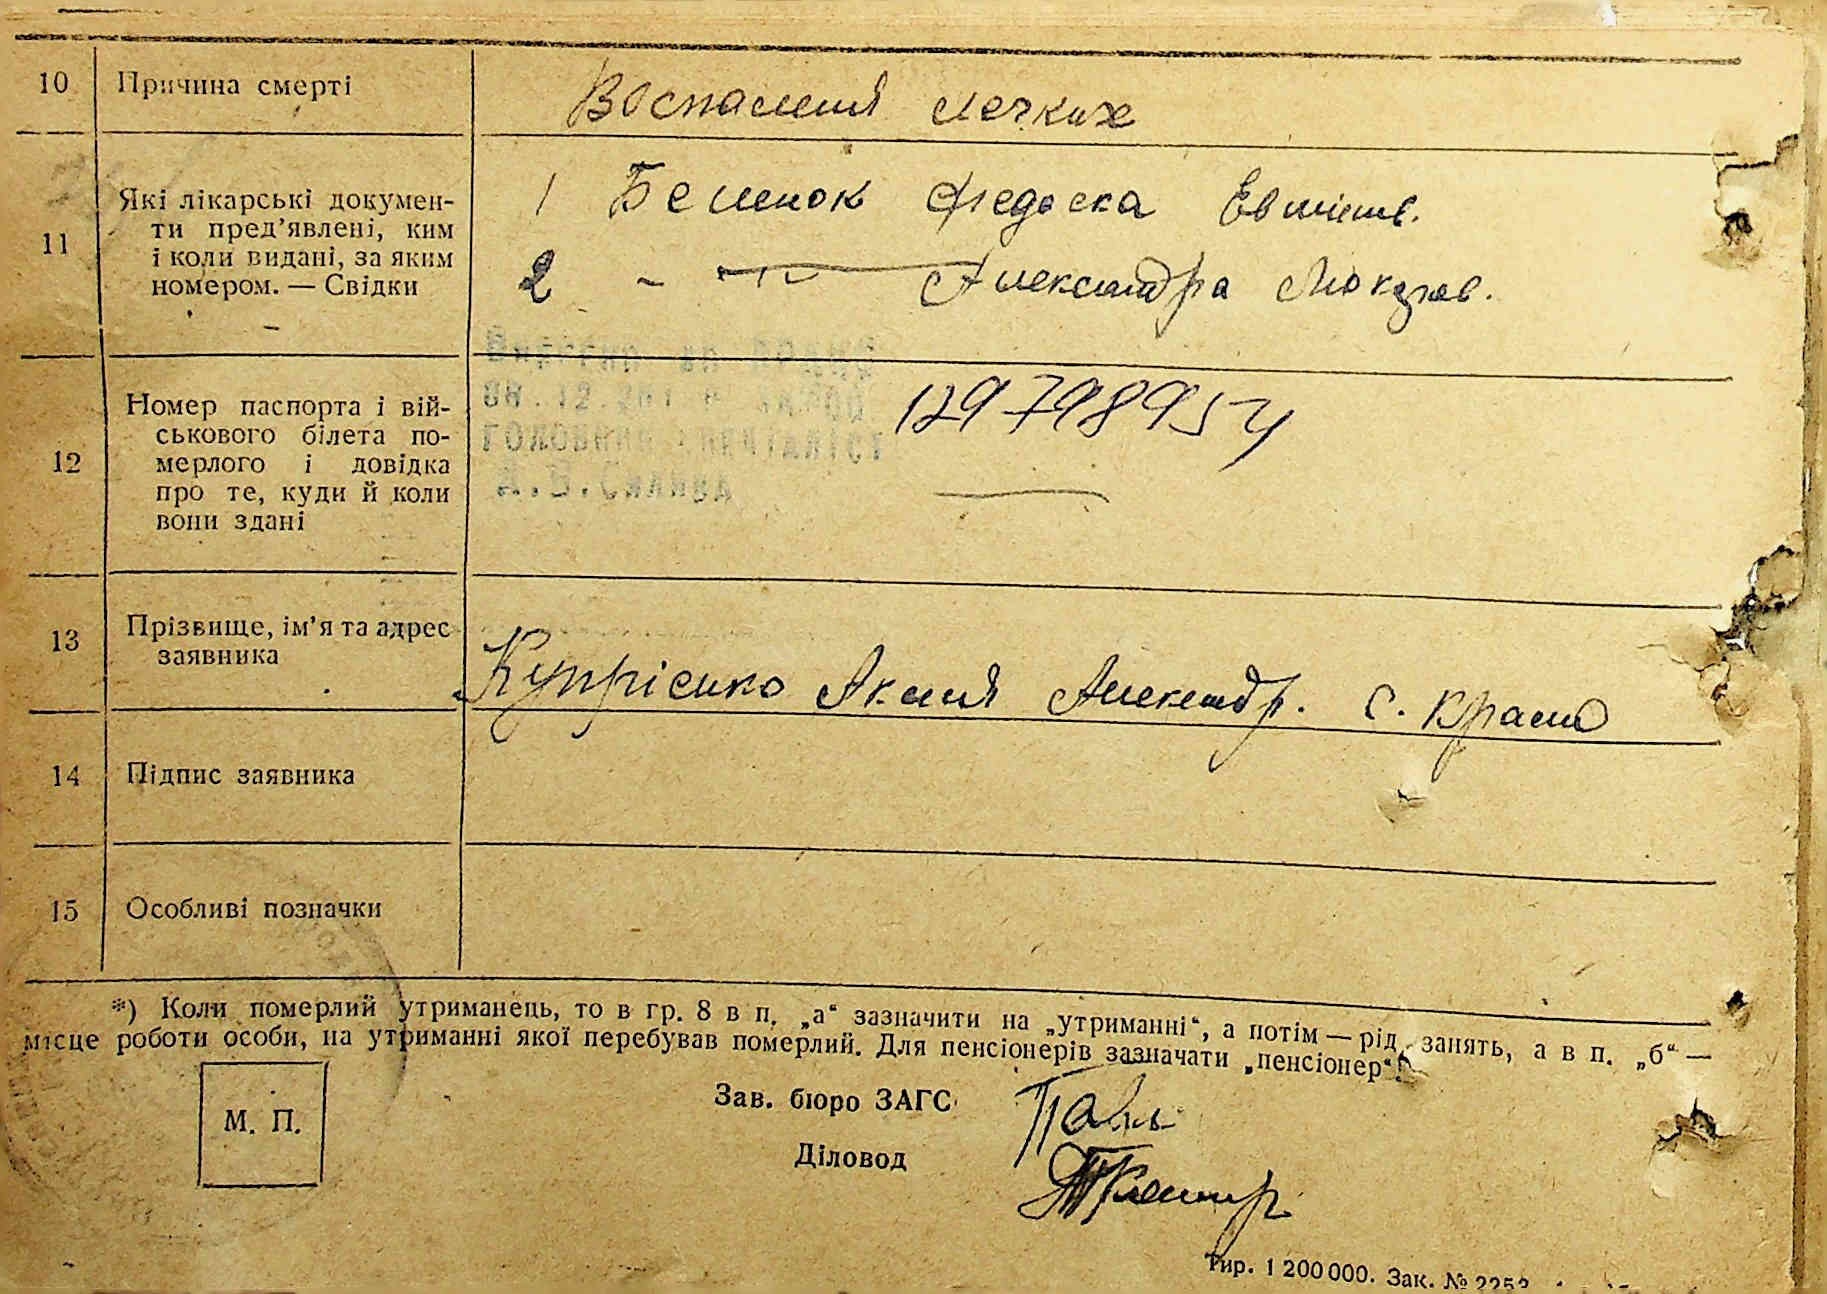 10 Причина смерті Воспаления легких
11 Які лікарські докумен-
ти пред’явлені, ким
і коли видані, за яким
номером. — Свідки
1 Федоска
2 - -"- Александра
12 Номер паспорта і вій-
ськового білета по-
мерлого і довідка
про те, куди й коли
вони здані
129798954
13 Прізвище, ім’я та адрес
заявника
Купрієнко Александр. с.
14 Підпис заявника
15 Особливі позначки
*) Коли померлий утриманець, то в гр. 8 в п. „а“ зазначити на „утриманні“, а потім — рід занять, а в п. „б“ —
місце роботи особи, на утриманні якої перебував померлий. Для пенсіонерів зазначати „пенсіонер“.
М. П.
Зав. бюро ЗАГС
Діловод
Тир. 1 200 000. Зак. №